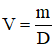 V = m/D